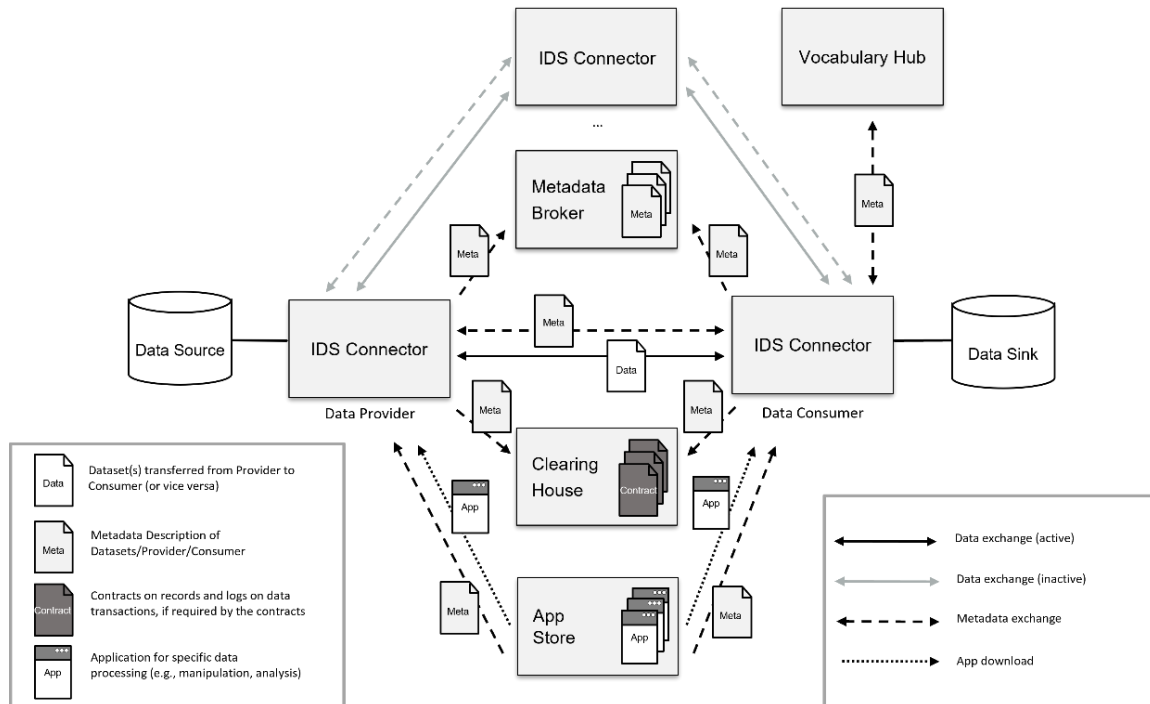 IDS Connector
Vocabulary Hub
...
Metadata
Broker
Meta
Meta
Meta
Meta
Data Source
IDS Connector
Meta
Data
IDS Connector
Data Sink
Data Provider
Data Consumer
Meta
Meta
Clearing
House
Contract
App
App
Meta
App
Store
App
Meta
Data
Dataset(s) transferred from Provider to
Consumer (or vice versa)
Meta
Metadata Description of
Datasets/Provider/Consumer
Contract
Contracts on records and logs on data
transactions, if required by the contracts
App
Application for specific data
processing (e.g., manipulation, analysis)
Data exchange (active)
Data exchange (inactive)
Metadata exchange
App download